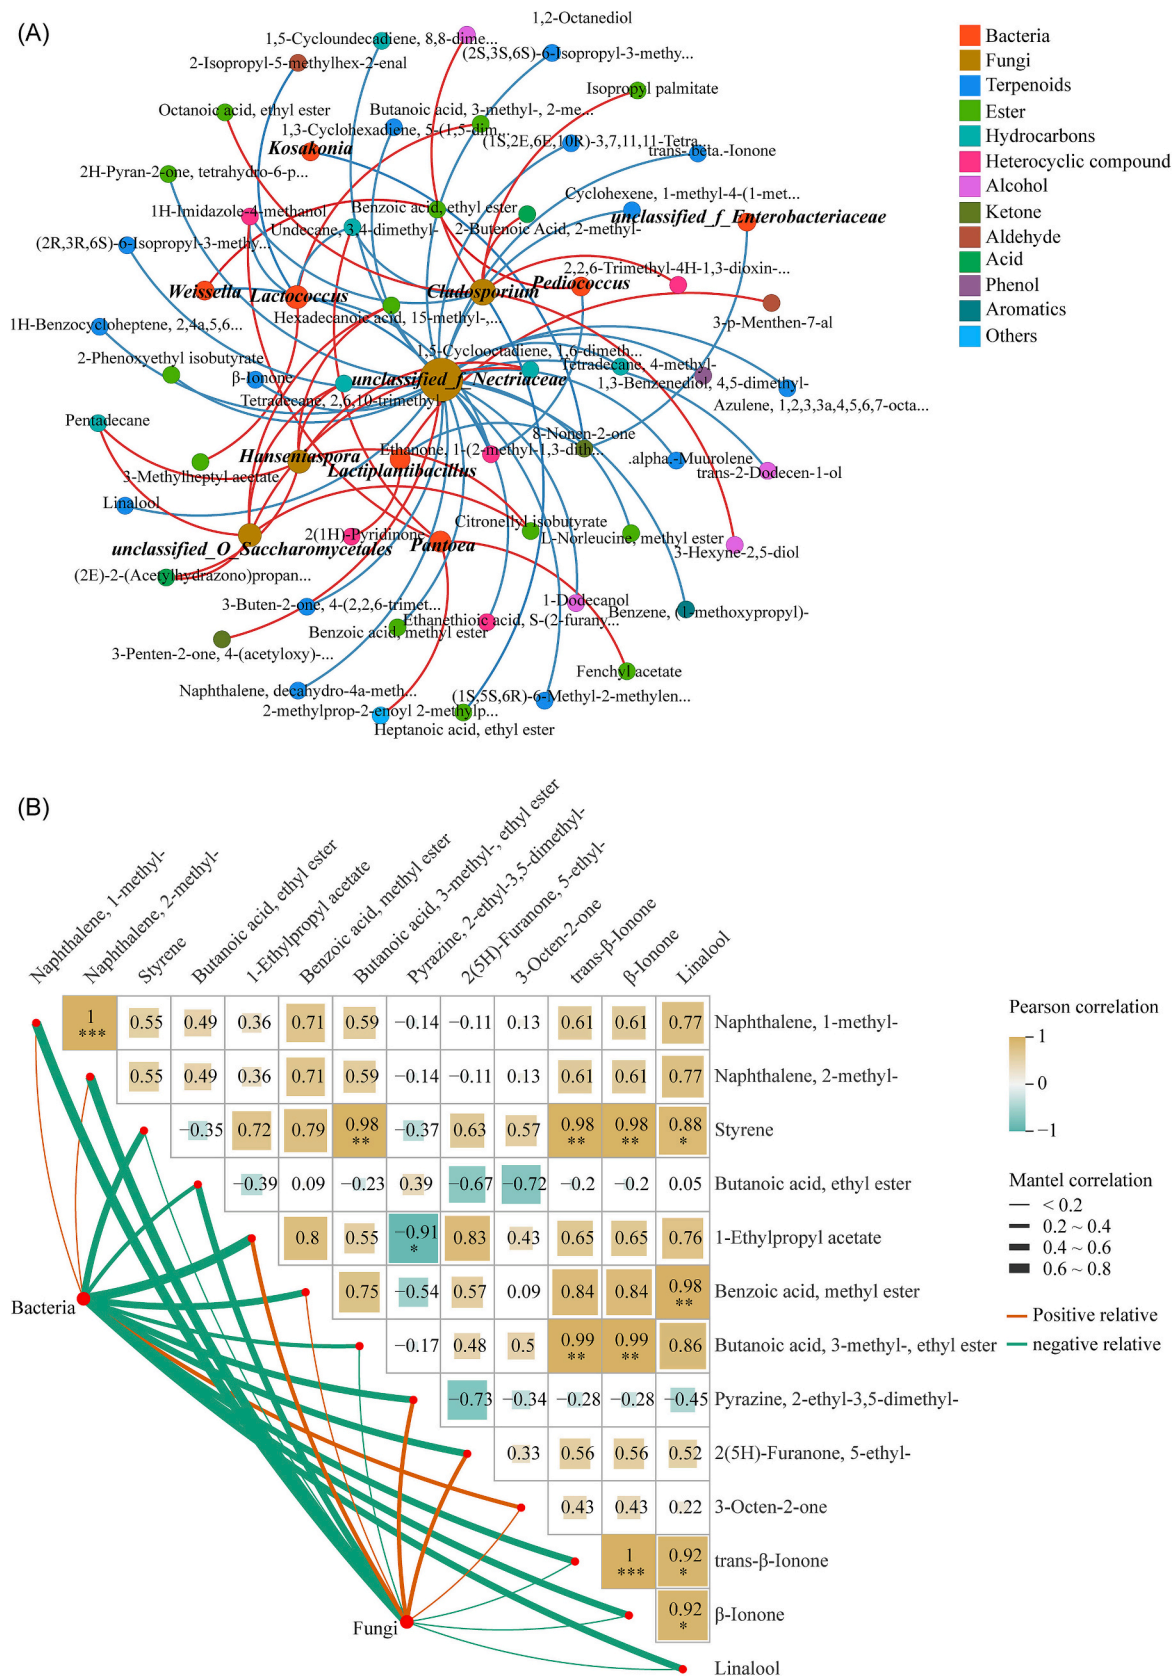 (A)
1,2-Octanediol
1,5-Cycloundecadiene, 8,8-dime...
(2S,3S,6S)-6-Isopropyl-3-methy...
2-Isopropyl-5-methylhex-2-enal
Isopropyl palmitate
Octanoic acid, ethyl ester
Butanoic acid, 3-methyl-, 2-me...
1,3-Cyclohexadiene, 5-(1,5-dim...
(1S,2E,6E,10R)-3,7,11,11-Tetra...
Kosakonia
trans-.beta.-Ionone
2H-Pyran-2-one, tetrahydro-6-p...
Cyclohexene, 1-methyl-4-(1-met...
1H-Imidazole-4-methanol
Benzoic acid, ethyl ester
unclassified_f_Enterobacteriaceae
Undecane, 3,4-dimethyl-
2-Butenoic Acid, 2-methyl-
(2R,3R,6S)-6-Isopropyl-3-methy...
2,2,6-Trimethyl-4H-1,3-dioxin-...
Weissella
Lactococcus
Cladosporium
Pediococcus
Hexadecanoic acid, 15-methyl-,...
3-p-Menthen-7-al
1H-Benzocycloheptene, 2,4a,5,6...
1,5-Cyclooctadiene, 1,6-dimeth...
2-Phenoxyethyl isobutyrate
Tetradecane, 4-methyl-
β-Ionone
unclassified_f_Nectriaceae
1,3-Benzenediol, 4,5-dimethyl-
Tetradecane, 2,6,10-trimethyl-
Azulene, 1,2,3,3a,4,5,6,7-octa...
Pentadecane
8-Nonen-2-one
Hanseniaspora
Ethanone, 1-(2-methyl-1,3-dith...
.alpha.-Muurolene
3-Methylheptyl acetate
Lactiplantibacillus
trans-2-Dodecen-1-ol
Linalool
Citronellyl isobutyrate
2(1H)-Pyridinone
L-Norleucine, methyl ester
unclassified_O_Saccharomycetales
Pantoea
3-Hexyne-2,5-diol
(2E)-2-(Acetylhydrazono)propan...
3-Buten-2-one, 4-(2,2,6-trimet...
1-Dodecanol
Ethanethioic acid, S-(2-furany...
Benzene, (1-methoxypropyl)-
Benzoic acid, methyl ester
3-Penten-2-one, 4-(acetyloxy)-...
Fenchyl acetate
Naphthalene, decahydro-4a-meth...
(1S,5S,6R)-6-Methyl-2-methylen...
2-methylprop-2-enoyl 2-methylp...
Heptanoic acid, ethyl ester
Bacteria
Fungi
Terpenoids
Ester
Hydrocarbons
Heterocyclic compound
Alcohol
Ketone
Aldehyde
Acid
Phenol
Aromatics
Others
(B)
Naphthalene, 1-methyl-
Naphthalene, 2-methyl-
Styrene
Butanoic acid, ethyl ester
1-Ethylpropyl acetate
Benzoic acid, methyl ester
Butanoic acid, 3-methyl-, ethyl ester
Pyrazine, 2-ethyl-3,5-dimethyl-
2(5H)-Furanone, 5-ethyl-
3-Octen-2-one
trans-β-Ionone
β-Ionone
Linalool
1 0.55 0.49 0.36 0.71 0.59 −0.14 −0.11 0.13 0.61 0.61 0.77 Naphthalene, 1-methyl-
***
0.55 0.49 0.36 0.71 0.59 −0.14 −0.11 0.13 0.61 0.61 0.77 Naphthalene, 2-methyl-
−0.35 0.72 0.79 0.98 −0.37 0.63 0.57 0.98 0.98 0.88 Styrene
** ** ** *
−0.39 0.09 −0.23 0.39 −0.67 −0.72 −0.2 −0.2 0.05 Butanoic acid, ethyl ester
0.8 0.55 −0.91 0.83 0.43 0.65 0.65 0.76 1-Ethylpropyl acetate
*
0.75 −0.54 0.57 0.09 0.84 0.84 0.98 Benzoic acid, methyl ester
**
−0.17 0.48 0.5 0.99 0.99 0.86 Butanoic acid, 3-methyl-, ethyl ester
** **
−0.73 −0.34 −0.28 −0.28 −0.45 Pyrazine, 2-ethyl-3,5-dimethyl-
0.33 0.56 0.56 0.52 2(5H)-Furanone, 5-ethyl-
0.43 0.43 0.22 3-Octen-2-one
1 0.92 trans-β-Ionone
*** *
0.92 β-Ionone
*
Linalool
Bacteria
Fungi
Pearson correlation
1
0
−1
Mantel correlation
< 0.2
0.2 ~ 0.4
0.4 ~ 0.6
0.6 ~ 0.8
Positive relative
negative relative